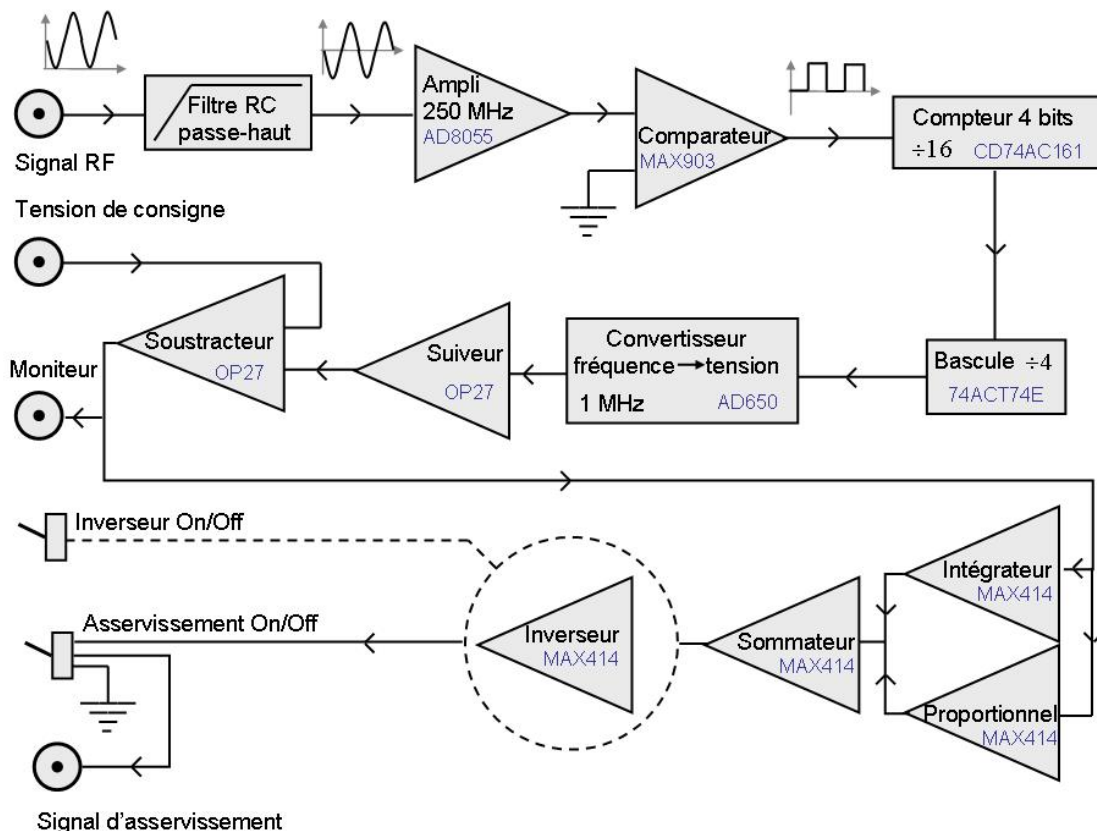 Signal RF
Filtre RC
passe-haut
Ampli
250 MHz
AD8055
Comparateur
MAX903
Compteur 4 bits
÷16 CD74AC161
Tension de consigne
Moniteur
Soustracteur
OP27
Suiveur
OP27
Convertisseur
fréquence → tension
1 MHz AD650
Bascule ÷4
74ACT74E
Inverseur On/Off
Asservissement On/Off
Inverseur
MAX414
Sommateur
MAX414
Intégrateur
MAX414
Proportionnel
MAX414
Signal d'asservissement